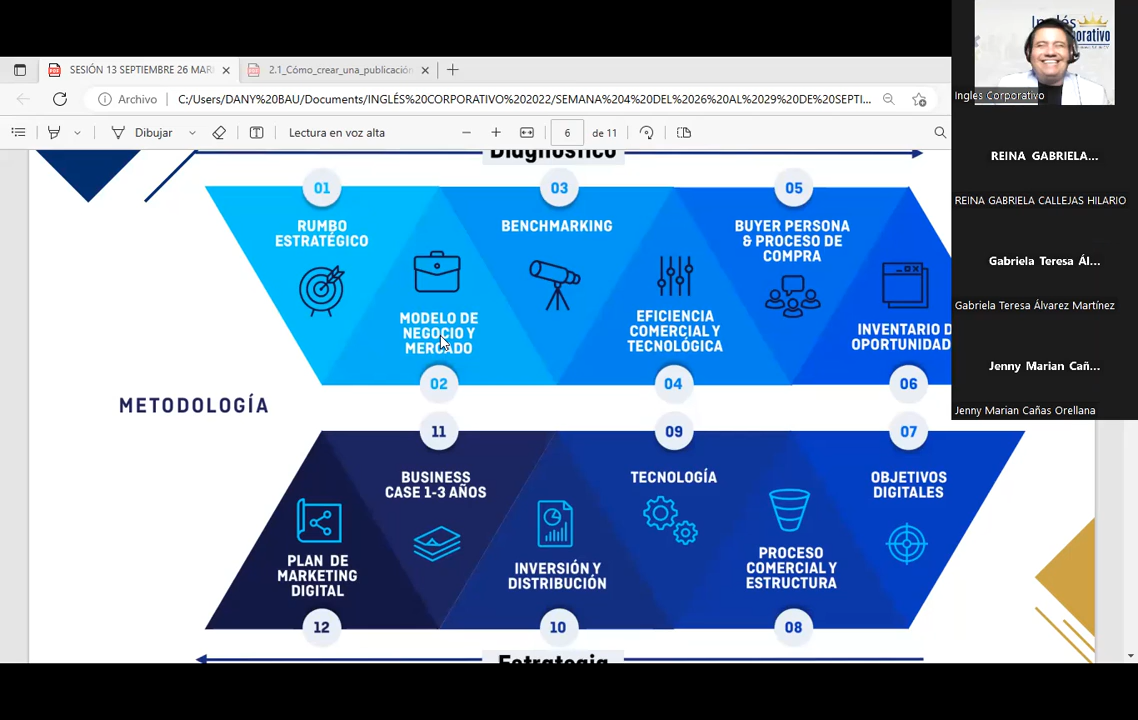 SESIÓN 13 SEPTIEMBRE 26 MAR
2.1_Cómo_crear_una_publicación
Archivo
C:/Users/DANY%20BAU/Documents/INGLÉS%20CORPORATIVO%202022/SEMANA%204%20DEL%2026%20AL%2029%20DE%20SEPTI...
Dibujar
Lectura en voz alta
6
de 11
Diagnóstico
01
RUMBO
ESTRATÉGICO
03
BENCHMARKING
05
BUYER PERSONA
& PROCESO DE
COMPRA
MODELO DE
NEGOCIO Y
MERCADO
02
EFICIENCIA
COMERCIAL Y
TECNOLÓGICA
04
INVENTARIO D
OPORTUNIDAD
06
METODOLOGÍA
11
BUSINESS
CASE 1-3 AÑOS
09
TECNOLOGÍA
07
OBJETIVOS
DIGITALES
PLAN DE
MARKETING
DIGITAL
12
INVERSIÓN Y
DISTRIBUCIÓN
10
PROCESO
COMERCIAL Y
ESTRUCTURA
08
Estrategia
Inglés
orporativo
Ingles Corporativo
REINA GABRIELA...
REINA GABRIELA CALLEJAS HILARIO
Gabriela Teresa Ál...
Gabriela Teresa Álvarez Martínez
Jenny Marian Cañ...
Jenny Marian Cañas Orellana